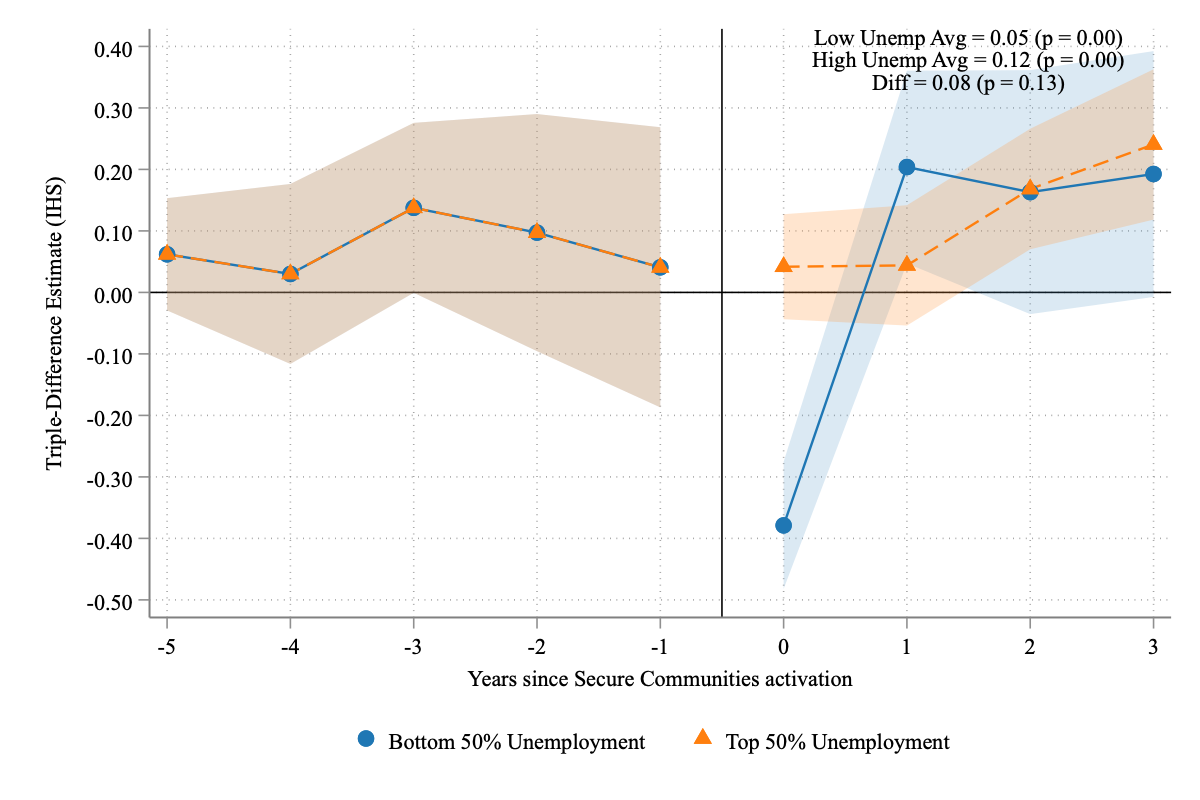 Low Unemp Avg = 0.05 (p = 0.00)
High Unemp Avg = 0.12 (p = 0.00)
Diff = 0.08 (p = 0.13)
Triple-Difference Estimate (IHS)
0.40
0.30
0.20
0.10
0.00
-0.10
-0.20
-0.30
-0.40
-0.50
-5 -4 -3 -2 -1 0 1 2 3
Years since Secure Communities activation
Bottom 50% Unemployment Top 50% Unemployment